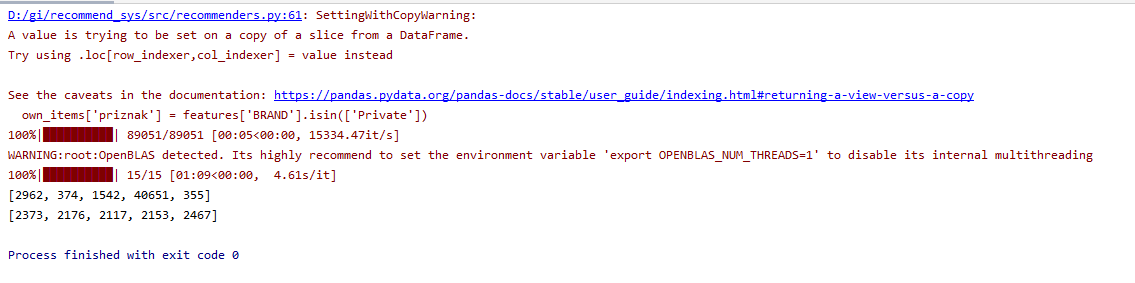 D:/gi/recommend_sys/src/recommenders.py:61: SettingWithCopyWarning:
A value is trying to be set on a copy of a slice from a DataFrame.
Try using .loc[row_indexer,col_indexer] = value instead
See the caveats in the documentation: https://pandas.pydata.org/pandas-docs/stable/user_guide/indexing.html#returning-a-view-versus-a-copy
own_items['priznak'] = features['BRAND'].isin(['Private'])
100%|██████████| 89051/89051 [00:05<00:00, 15334.47it/s]
WARNING:root:OpenBLAS detected. Its highly recommend to set the environment variable 'export OPENBLAS_NUM_THREADS=1' to disable its internal multithreading
100%|██████████| 15/15 [01:09<00:00,  4.61s/it]
[2962, 374, 1542, 40651, 355]
[2373, 2176, 2117, 2153, 2467]
Process finished with exit code 0